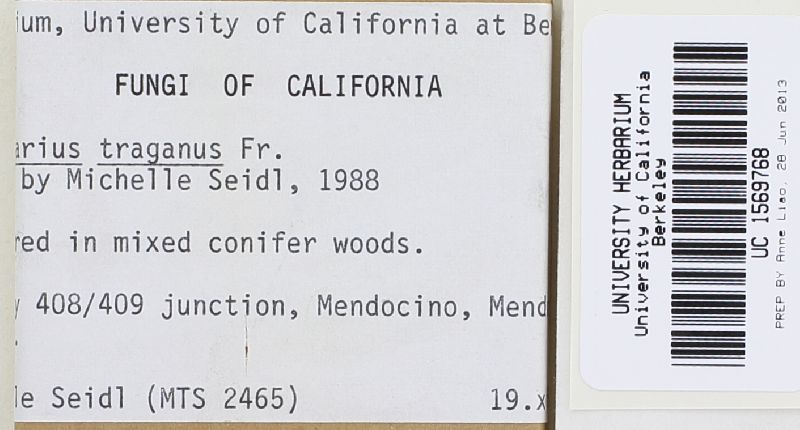 ium, University of California at Be
FUNGI OF CALIFORNIA
arius traganus Fr.
by Michelle Seidl, 1988
red in mixed conifer woods.
408/409 junction, Mendocino, Mend
le Seidl (MTS 2465) 19.x
UNIVERSITY HERBARIUM
University of California
Berkeley
UC 1569768
PREP BY Anne Liao, 28 Jun 2013